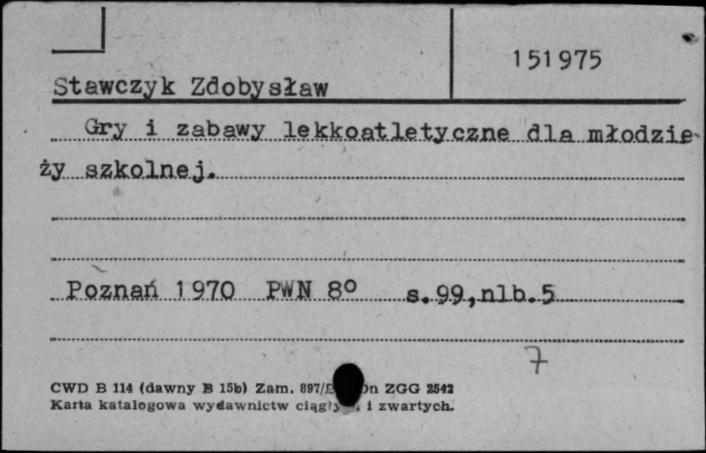 151975
Stawczyk Zdobysław
Gry i zabawy lekkoatletyczne dla młodzie-
ży szkolnej.
Poznań 1970 PWN 8° s.99,nlb.5
7
CWD B 114 (dawny B 15b) Zam. 897/ ZGG 2542
Karta katalogowa wydawnictw i zwartych.